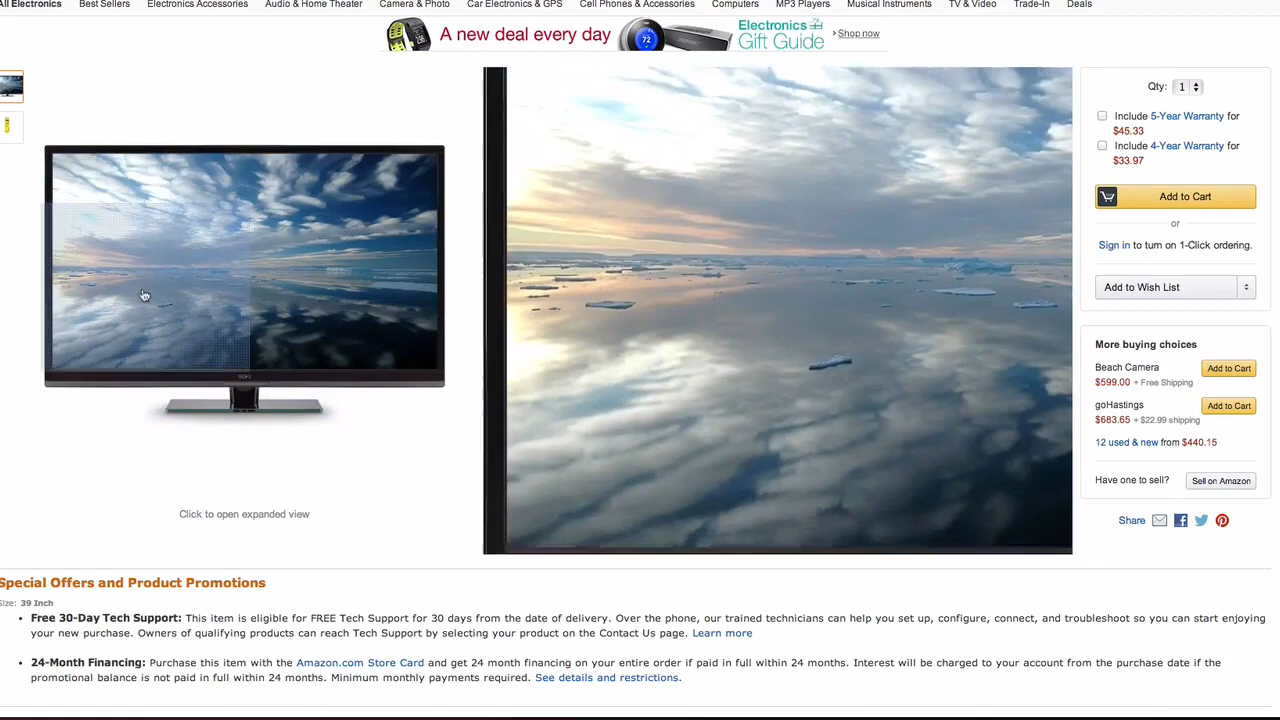 All Electronics Best Sellers Electronics Accessories Audio & Home Theater Camera & Photo Car Electronics & GPS Cell Phones & Accessories Computers MP3 Players Musical Instruments TV & Video Trade-In Deals
A new deal every day
72
Electronics
Gift Guide
Shop now
Qty: 1
Include 5-Year Warranty for
$45.33
Include 4-Year Warranty for
$33.97
Add to Cart
or
Sign in to turn on 1-Click ordering.
Add to Wish List
SEIKI
Click to open expanded view
More buying choices
Beach Camera Add to Cart
$599.00 + Free Shipping
goHastings Add to Cart
$683.65 + $22.99 shipping
12 used & new from $440.15
Have one to sell? Sell on Amazon
Share
Special Offers and Product Promotions
Size: 39 Inch
• Free 30-Day Tech Support: This item is eligible for FREE Tech Support for 30 days from the date of delivery. Over the phone, our trained technicians can help you set up, configure, connect, and troubleshoot so you can start enjoying
your new purchase. Owners of qualifying products can reach Tech Support by selecting your product on the Contact Us page. Learn more
• 24-Month Financing: Purchase this item with the Amazon.com Store Card and get 24 month financing on your entire order if paid in full within 24 months. Interest will be charged to your account from the purchase date if the
promotional balance is not paid in full within 24 months. Minimum monthly payments required. See details and restrictions.